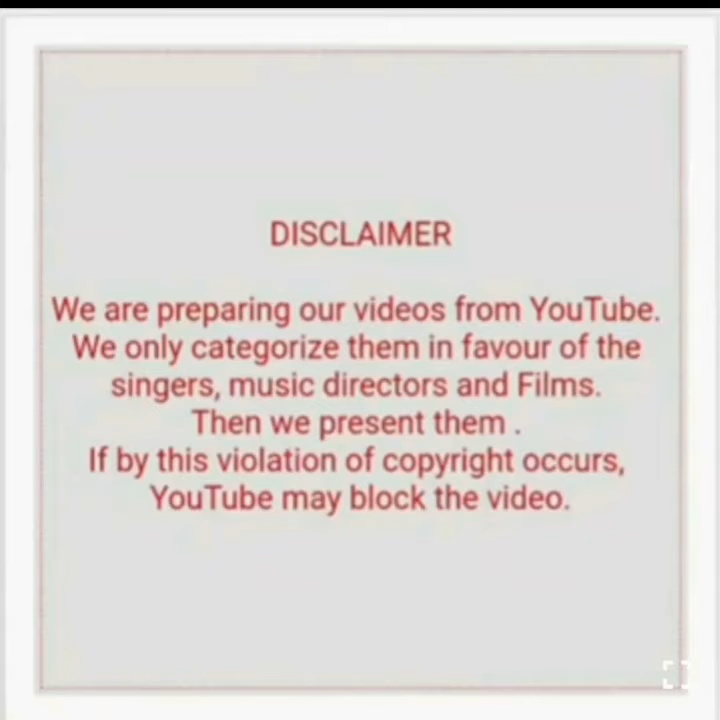 DISCLAIMER
We are preparing our videos from YouTube.
We only categorize them in favour of the
singers, music directors and Films.
Then we present them .
If by this violation of copyright occurs,
YouTube may block the video.